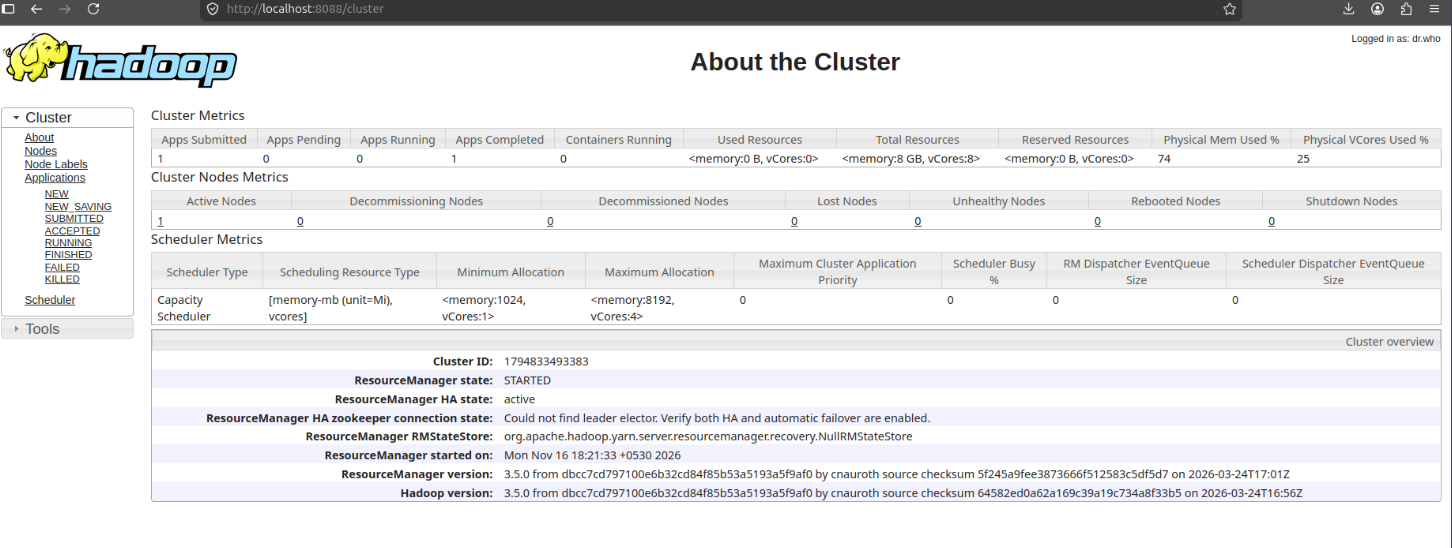 http://localhost:8088/cluster
Logged in as: dr.who
hadoop
About the Cluster
Cluster
About
Nodes
Node Labels
Applications
NEW
NEW_SAVING
SUBMITTED
ACCEPTED
RUNNING
FINISHED
FAILED
KILLED
Scheduler
Tools
Cluster Metrics
Apps Submitted Apps Pending Apps Running Apps Completed Containers Running Used Resources Total Resources Reserved Resources Physical Mem Used % Physical VCores Used %
1 0 0 1 0 <memory:0 B, vCores:0> <memory:8 GB, vCores:8> <memory:0 B, vCores:0> 74 25
Cluster Nodes Metrics
Active Nodes Decommissioning Nodes Decommissioned Nodes Lost Nodes Unhealthy Nodes Rebooted Nodes Shutdown Nodes
1 0 0 0 0 0 0
Scheduler Metrics
Scheduler Type Scheduling Resource Type Minimum Allocation Maximum Allocation Maximum Cluster Application Priority Scheduler Busy % RM Dispatcher EventQueue Size Scheduler Dispatcher EventQueue Size
Capacity Scheduler [memory-mb (unit=Mi), vcores] <memory:1024, vCores:1> <memory:8192, vCores:4> 0 0 0 0
Cluster overview
Cluster ID: 1794833493383
ResourceManager state: STARTED
ResourceManager HA state: active
ResourceManager HA zookeeper connection state: Could not find leader elector. Verify both HA and automatic failover are enabled.
ResourceManager RMStateStore: org.apache.hadoop.yarn.server.resourcemanager.recovery.NullRMStateStore
ResourceManager started on: Mon Nov 16 18:21:33 +0530 2026
ResourceManager version: 3.5.0 from dbcc7cd797100e6b32cd84f85b53a5193a5f9af0 by cnauroth source checksum 5f245a9fee3873666f512583c5df5d7 on 2026-03-24T17:01Z
Hadoop version: 3.5.0 from dbcc7cd797100e6b32cd84f85b53a5193a5f9af0 by cnauroth source checksum 64582ed0a62a169c39a19c734a8f33b5 on 2026-03-24T16:56Z